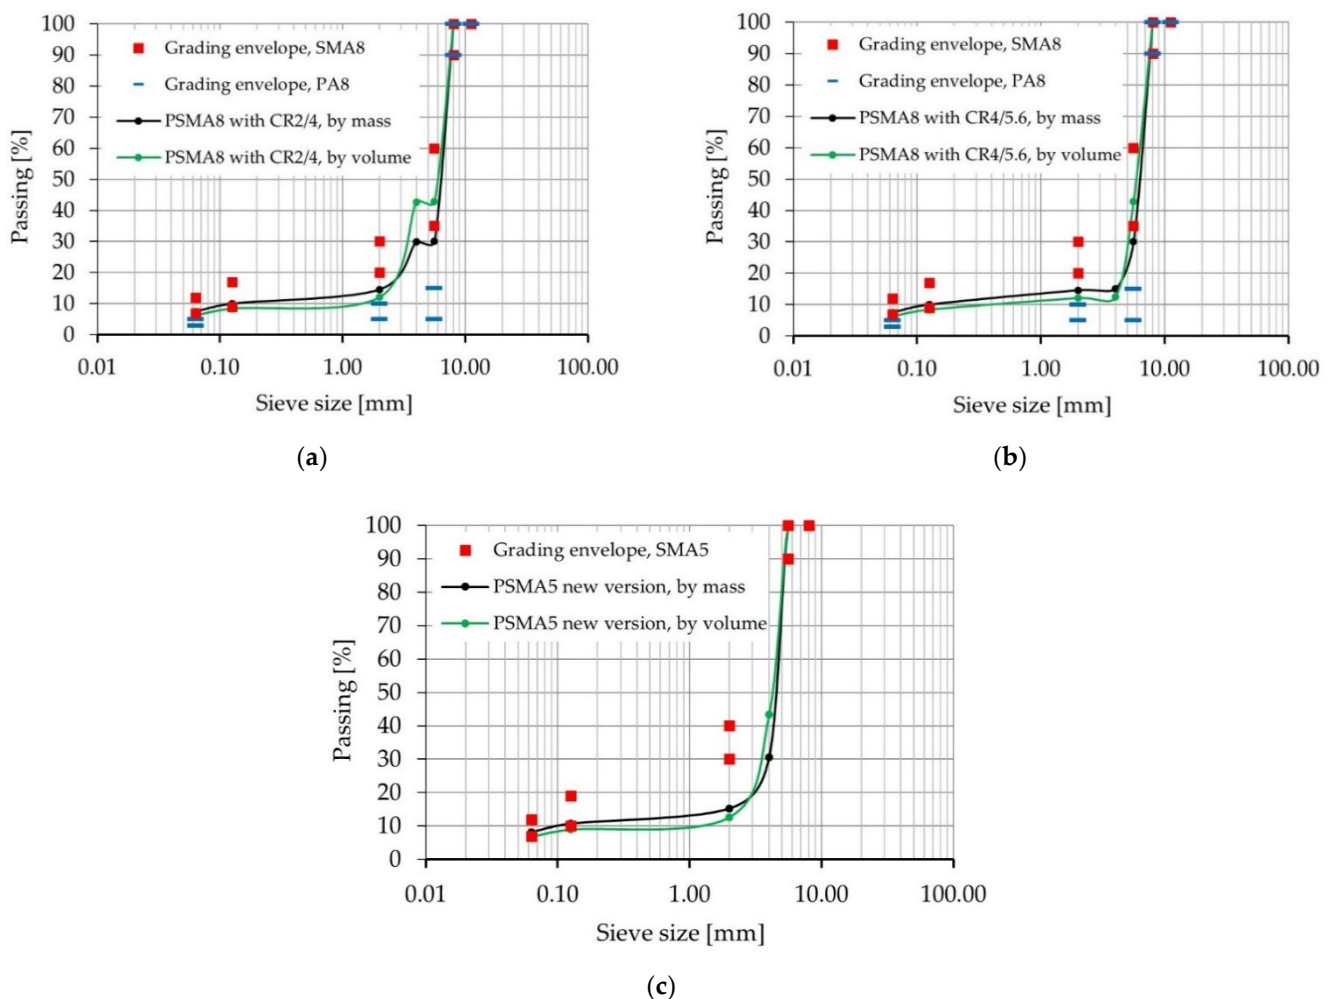 100
90
80
70
60
50
40
30
20
10
0
Passing [%]
Grading envelope, SMA8
Grading envelope, PA8
PSMA8 with CR2/4, by mass
PSMA8 with CR2/4, by volume
0.01 0.10 1.00 10.00 100.00
Sieve size [mm]
(a)
100
90
80
70
60
50
40
30
20
10
0
Passing [%]
Grading envelope, SMA8
Grading envelope, PA8
PSMA8 with CR4/5.6, by mass
PSMA8 with CR4/5.6, by volume
0.01 0.10 1.00 10.00 100.00
Sieve size [mm]
(b)
100
90
80
70
60
50
40
30
20
10
0
Passing [%]
Grading envelope, SMA5
PSMA5 new version, by mass
PSMA5 new version, by volume
0.01 0.10 1.00 10.00 100.00
Sieve size [mm]
(c)